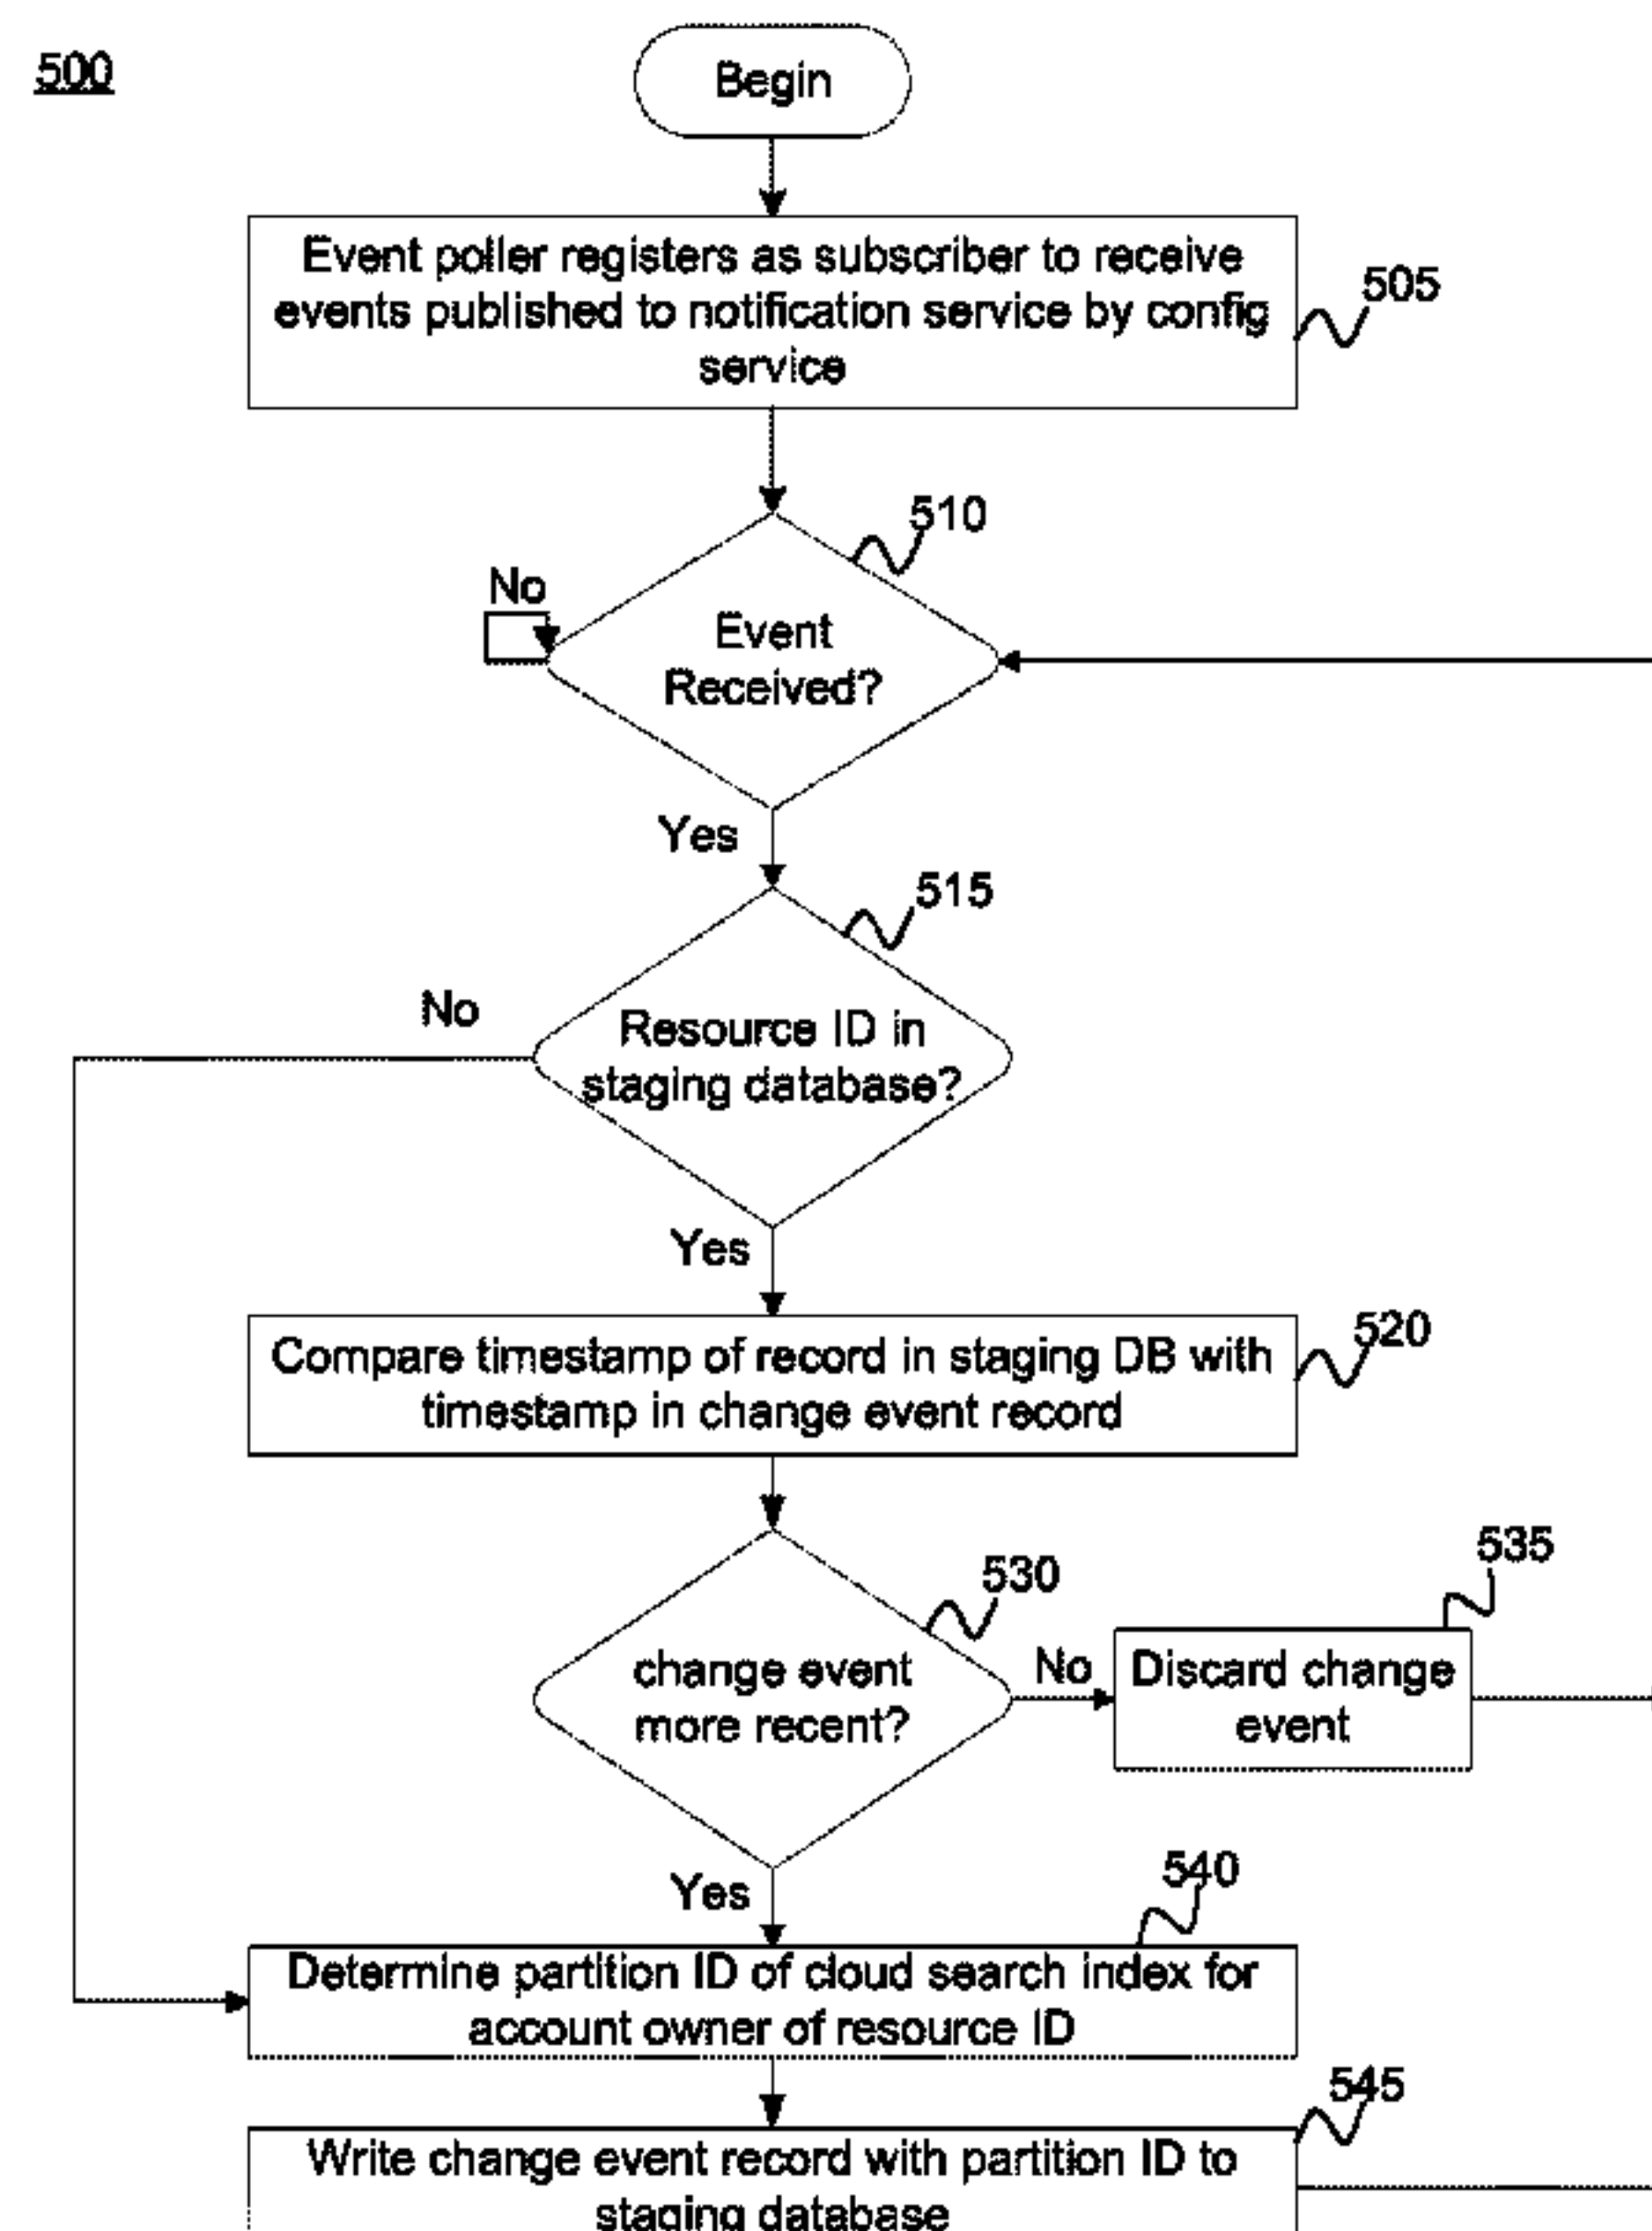 500
Begin
Event poller registers as subscriber to receive
events published to notification service by config
service
505
510
No
Event
Received?
Yes
515
No
Resource ID in
staging database?
Yes
520
Compare timestamp of record in staging DB with
timestamp in change event record
535
530
change event
more recent?
No
Discard change
event
Yes
540
Determine partition ID of cloud search index for
account owner of resource ID
545
Write change event record with partition ID to
staging database